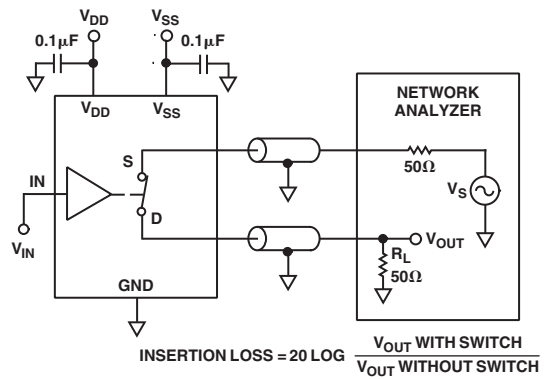 VDD
VSS
0.1µF
0.1µF
VDD
VSS
NETWORK
ANALYZER
S
50Ω
IN
VS
D
VOUT
VIN
RL
50Ω
GND
INSERTION LOSS = 20 LOG
VOUT WITH SWITCH
VOUT WITHOUT SWITCH